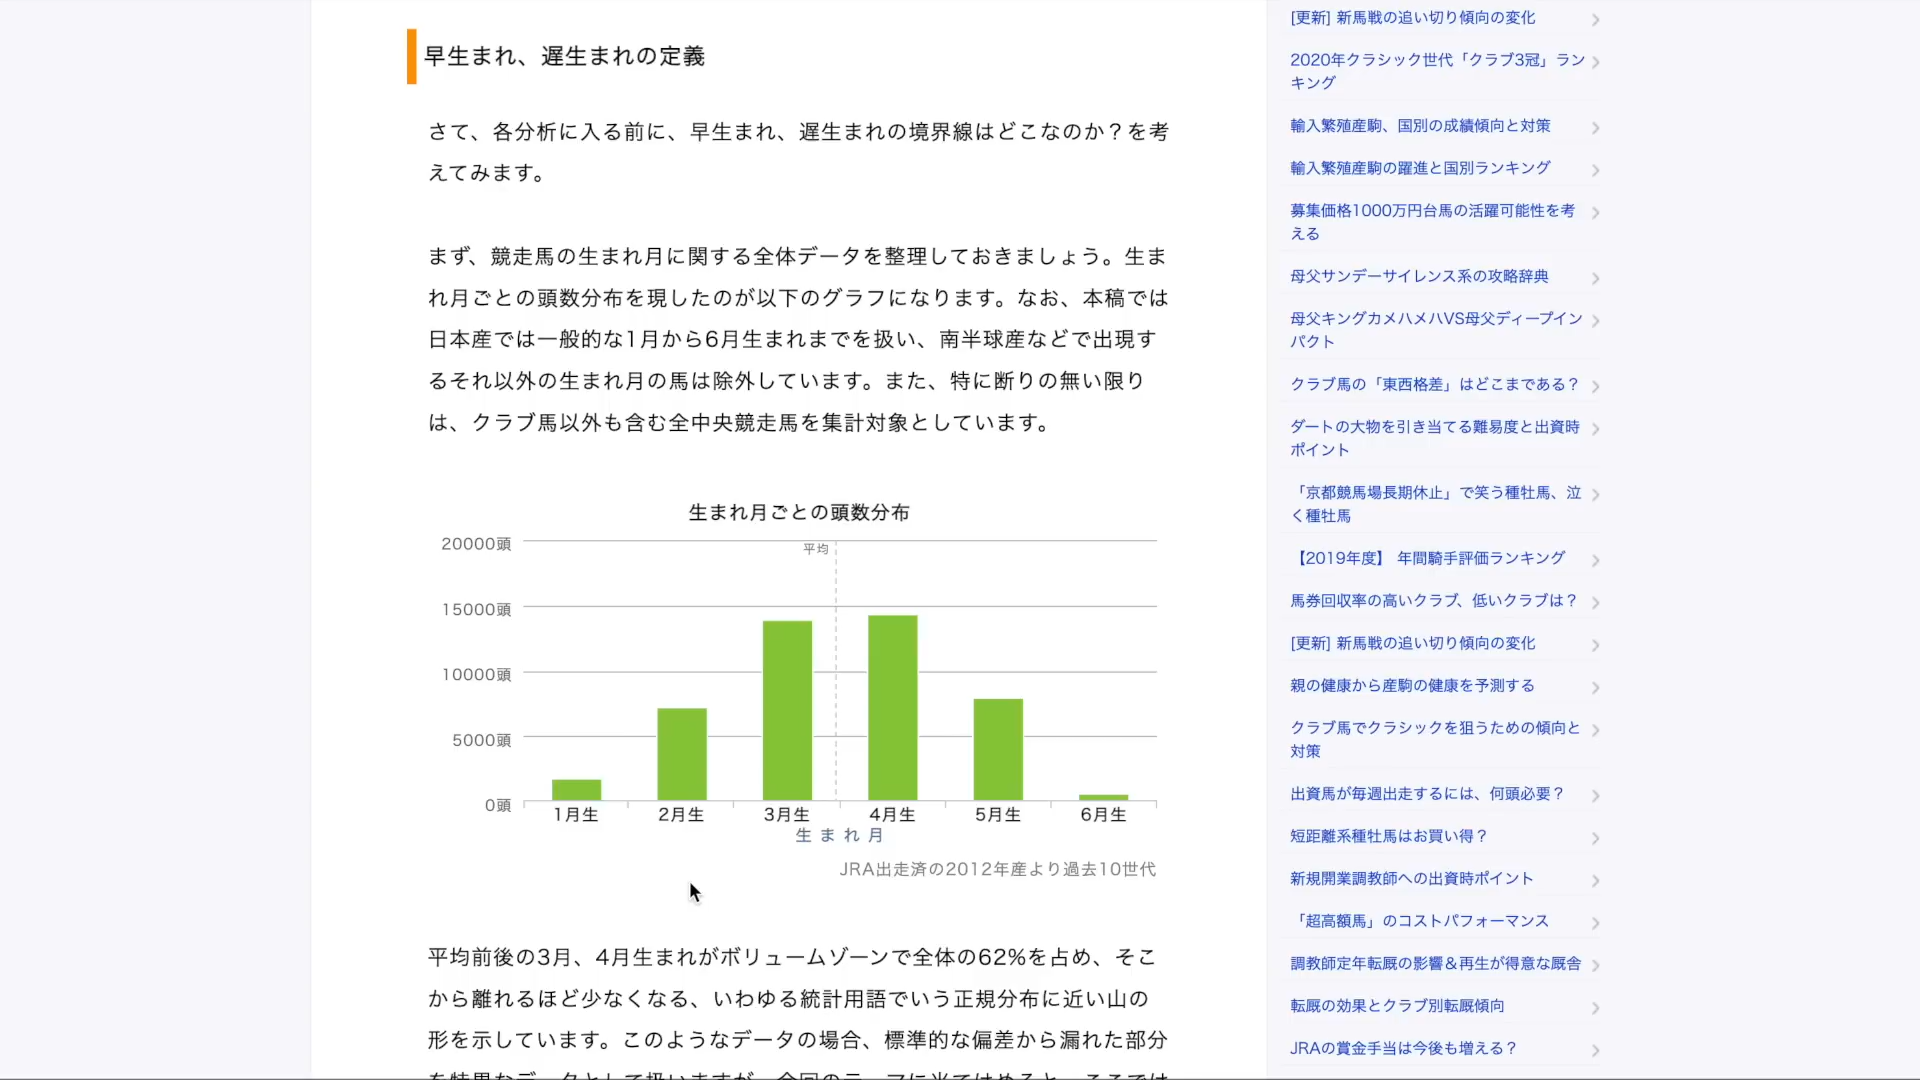 早生まれ、遅生まれの定義
さて、各分析に入る前に、早生まれ、遅生まれの境界線はどこなのか？を考
えてみます。
まず、競走馬の生まれ月に関する全体データを整理しておきましょう。生ま
れ月ごとの頭数分布を現したのが以下のグラフになります。なお、本稿では
日本産では一般的な1月から6月生まれまでを扱い、南半球産などで出現す
るそれ以外の生まれ月の馬は除外しています。また、特に断りの無い限り
は、クラブ馬以外も含む全中央競走馬を集計対象としています。
生まれ月ごとの頭数分布
20000頭
平均
15000頭
10000頭
5000頭
0頭
1月生
2月生
3月生
4月生
5月生
6月生
生まれ月
JRA出走済の2012年産より過去10世代
平均前後の3月、4月生まれがボリュームゾーンで全体の62%を占め、そこ
から離れるほど少なくなる、いわゆる統計用語でいう正規分布に近い山の
形を示しています。このようなデータの場合、標準的な偏差から漏れた部分
[更新] 新馬戦の追い切り傾向の変化
2020年クラシック世代「クラブ3冠」ラン
キング
輸入繁殖産駒、国別の成績傾向と対策
輸入繁殖産駒の躍進と国別ランキング
募集価格1000万円台馬の活躍可能性を考
える
母父サンデーサイレンス系の攻略辞典
母父キングカメハメハVS母父ディープイン
パクト
クラブ馬の「東西格差」はどこまである？
ダートの大物を引き当てる難易度と出資時
ポイント
「京都競馬場長期休止」で笑う種牡馬、泣
く種牡馬
【2019年度】 年間騎手評価ランキング
馬券回収率の高いクラブ、低いクラブは？
[更新] 新馬戦の追い切り傾向の変化
親の健康から産駒の健康を予測する
クラブ馬でクラシックを狙うための傾向と
対策
出資馬が毎週出走するには、何頭必要？
短距離系種牡馬はお買い得？
新規開業調教師への出資時ポイント
「超高額馬」のコストパフォーマンス
調教師定年転厩の影響＆再生が得意な厩舎
転厩の効果とクラブ別転厩傾向
JRAの賞金手当は今後も増える？